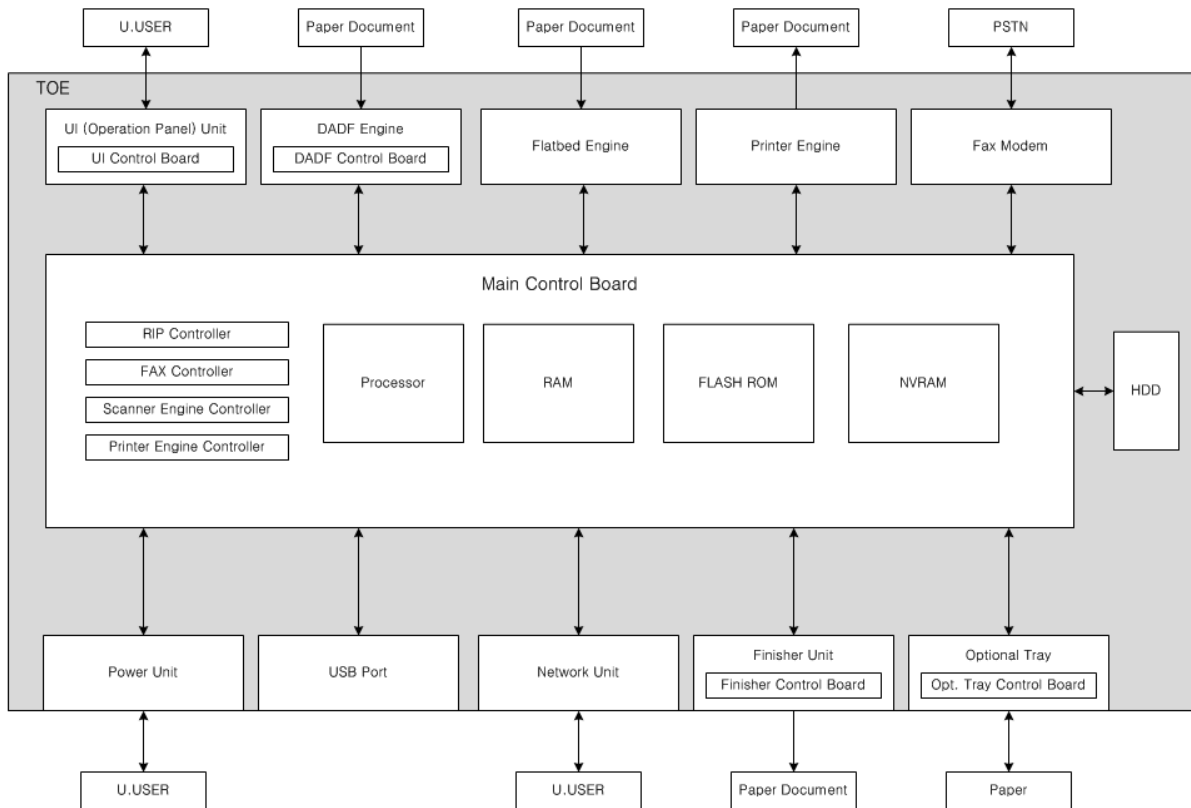 U.USER
Paper Document
Paper Document
Paper Document
PSTN
TOE
UI (Operation Panel) Unit
UI Control Board
DADF Engine
DADF Control Board
Flatbed Engine
Printer Engine
Fax Modem
Main Control Board
RIP Controller
FAX Controller
Scanner Engine Controller
Printer Engine Controller
Processor
RAM
FLASH ROM
NVRAM
HDD
Power Unit
USB Port
Network Unit
Finisher Unit
Finisher Control Board
Optional Tray
Opt. Tray Control Board
U.USER
U.USER
Paper Document
Paper